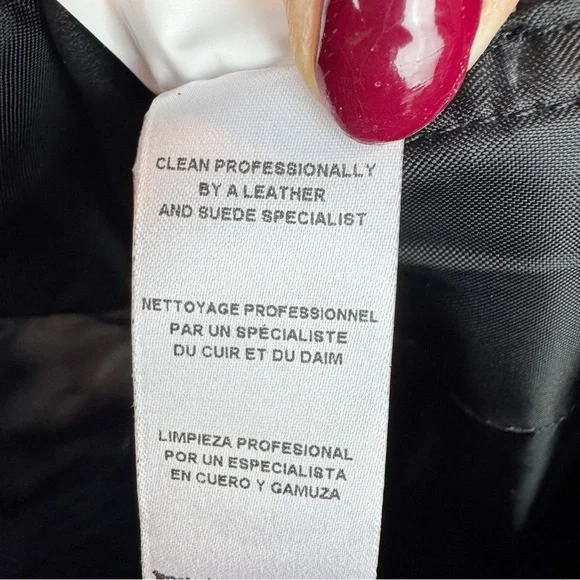 CLEAN PROFESSIONALLY
BY A LEATHER
AND SUEDE SPECIALIST
NETTOYAGE PROFESSIONNEL
PAR UN SPÉCIALISTE
DU CUIR ET DU DAIM
LIMPIEZA PROFESIONAL
POR UN ESPECIALISTA
EN CUERO Y GAMUZA